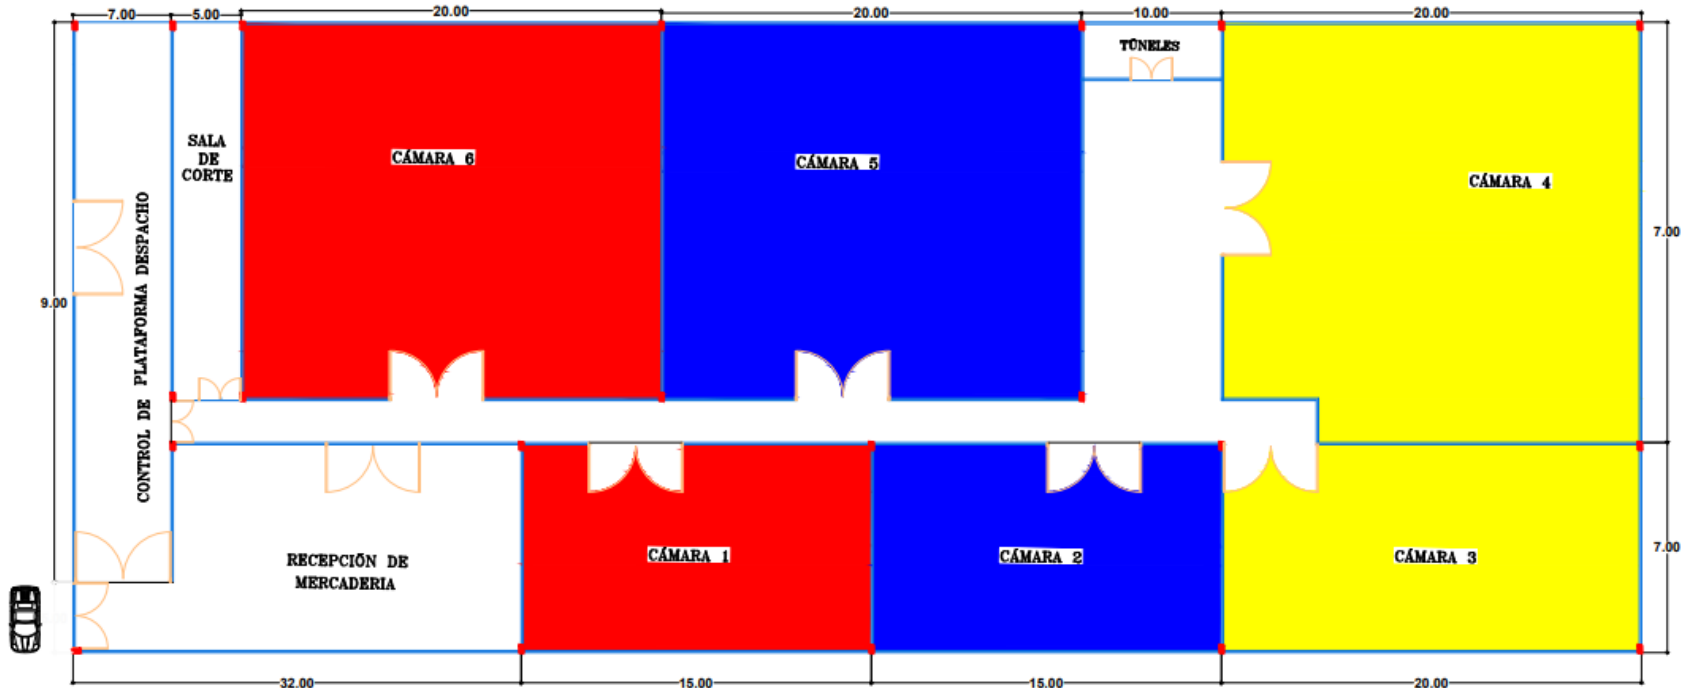 7.00
5.00
20.00
20.00
10.00
20.00
TÚNELES
SALA
DE
CORTE
CÁMARA 6
CÁMARA 5
CÁMARA 4
7.00
9.00
CONTROL DE PLATAFORMA DESPACHO
RECEPCIÓN DE
MERCADERIA
CÁMARA 1
CÁMARA 2
CÁMARA 3
7.00
32.00
15.00
15.00
20.00